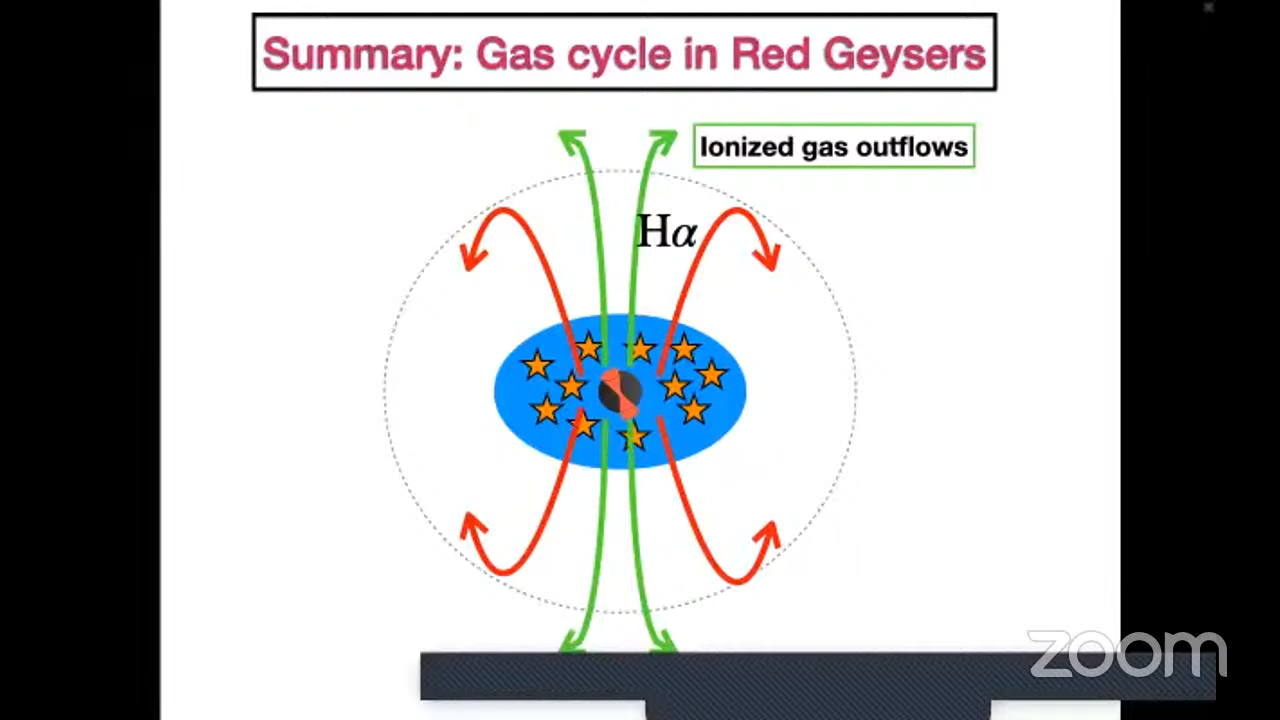 Summary: Gas cycle in Red Geysers
Ionized gas outflows
Hα
zoom